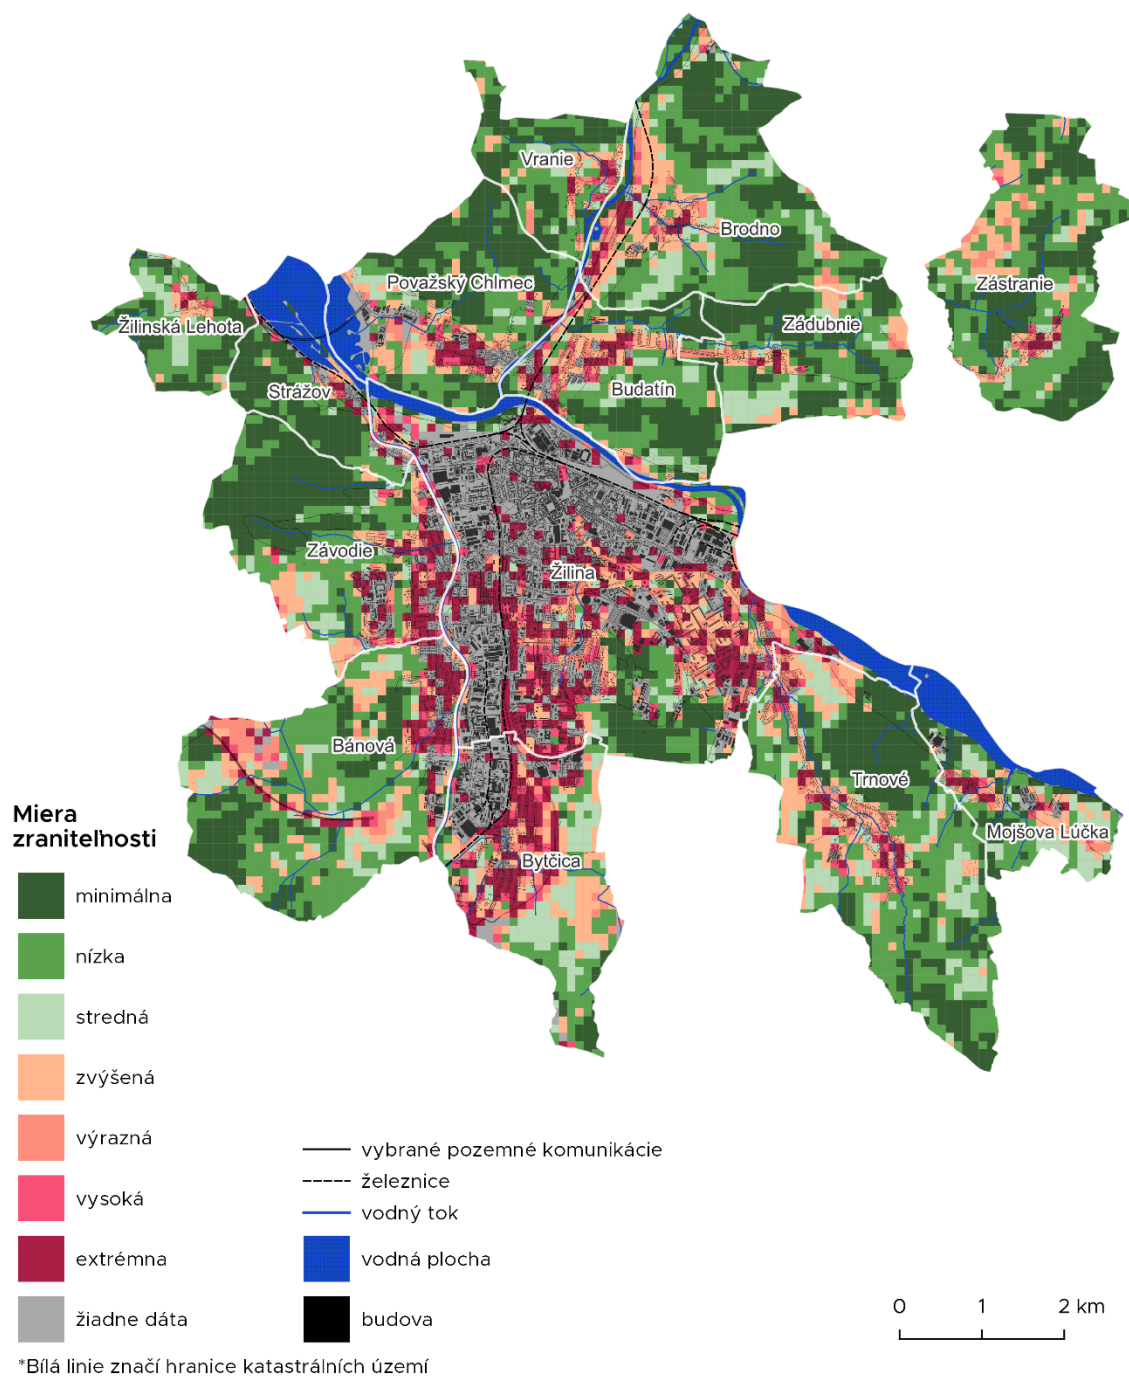 Vranie
Brodno
Považský Chlmec
Zástranie
Žilinská Lehota
Zádubnie
Strážov
Budatín
Závodie
Žilina
Bánová
Trnové
Mojšova Lúčka
Bytčica
Miera
zraniteľnosti
minimálna
nízka
stredná
zvýšená
výrazná
vysoká
extrémna
žiadne dáta
vybrané pozemné komunikácie
železnice
vodný tok
vodná plocha
budova
0 1 2 km
*Bílá linie značí hranice katastrálních území